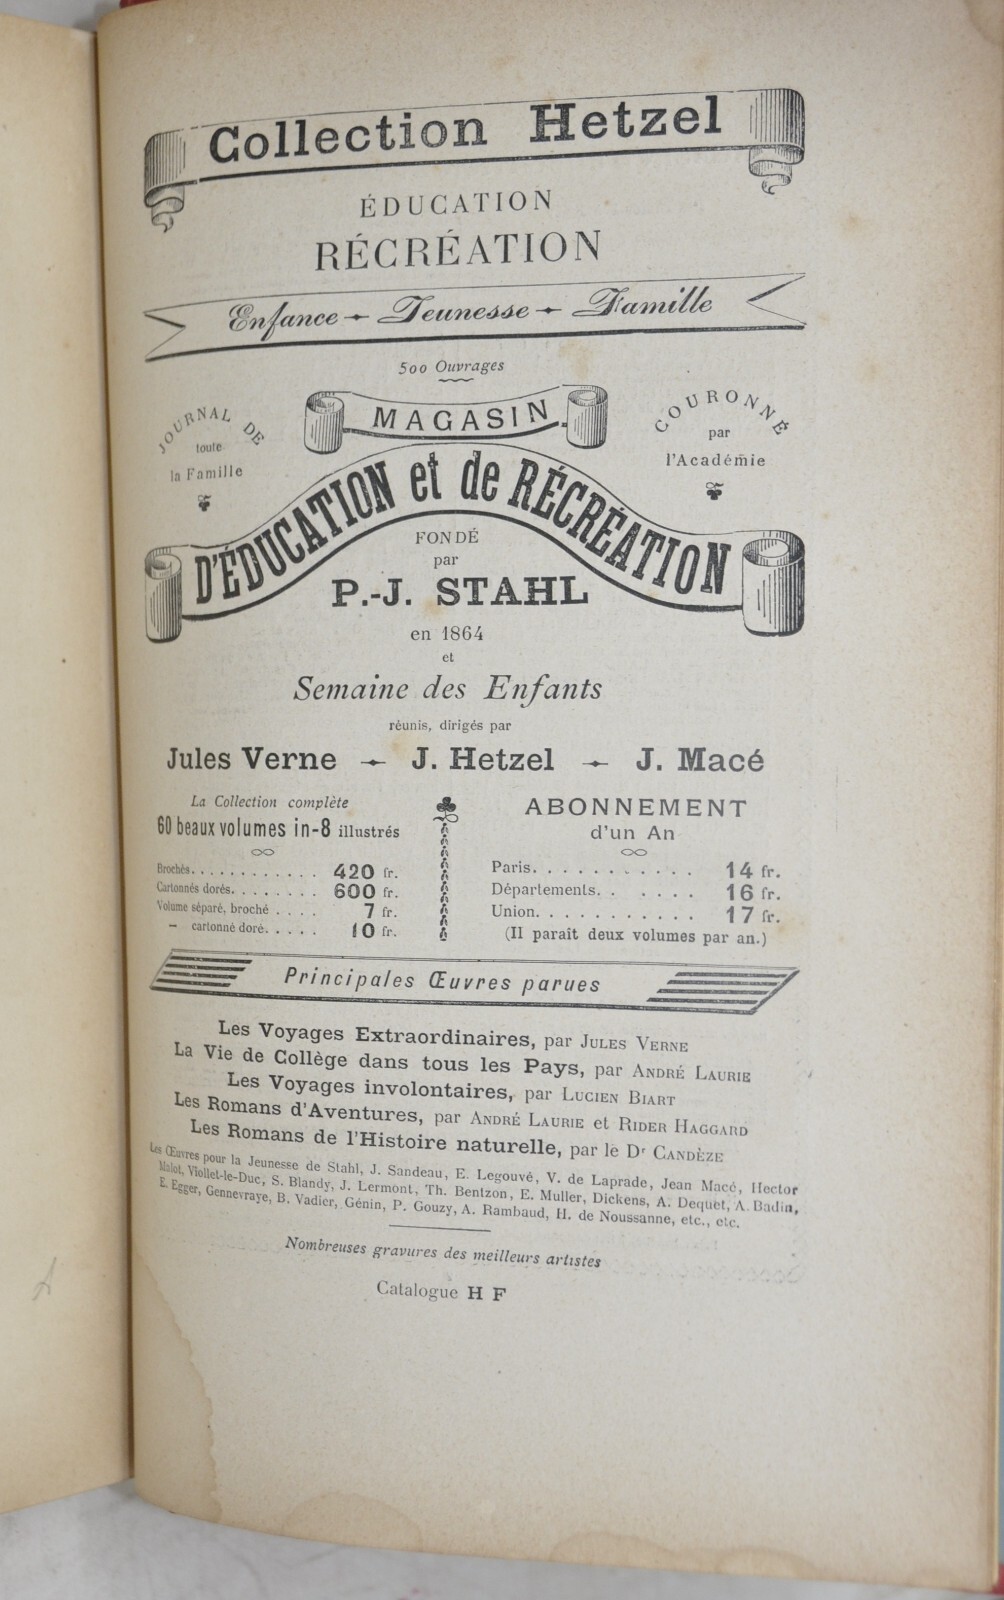 Collection Hetzel
ÉDUCATION
RÉCRÉATION
Enfance - Jeunesse - Famille
500 Ouvrages
JOURNAL DE
toute
la Famille
MAGASIN
COURONNÉ
par
l'Académie
D'ÉDUCATION et de RÉCRÉATION
FONDÉ
par
P.-J. STAHL
en 1864
et
Semaine des Enfants
réunis, dirigés par
Jules Verne - J. Hetzel - J. Macé
La Collection complète
60 beaux volumes in-8 illustrés
Brochés............ 420 fr.
Cartonnés dorés........ 600 fr.
Volume séparé, broché .... 7 fr.
– cartonné doré..... 10 fr.
ABONNEMENT
d'un An
Paris........... 14 fr.
Départements...... 16 fr.
Union........... 17 fr.
(Il paraît deux volumes par an.)
Principales Œuvres parues
Les Voyages Extraordinaires, par JULES VERNE
La Vie de Collège dans tous les Pays, par ANDRÉ LAURIE
Les Voyages involontaires, par LUCIEN BIART
Les Romans d'Aventures, par ANDRÉ LAURIE et RIDER HAGGARD
Les Romans de l'Histoire naturelle, par le Dr CANDÈZE
Les Œuvres pour la Jeunesse de Stahl, J. Sandeau, E. Legouvé, V. de Laprade, Jean Macé, Hector
Malot, Viollet-le-Duc, S. Blandy, J. Lermont, Th. Bentzon, E. Muller, Dickens, A. Dequet, A. Badin,
E. Egger, Gennevraye, B. Vadier, Génin, P. Gouzy, A. Rambaud, H. de Noussanne, etc., etc.
Nombreuses gravures des meilleurs artistes
Catalogue H F